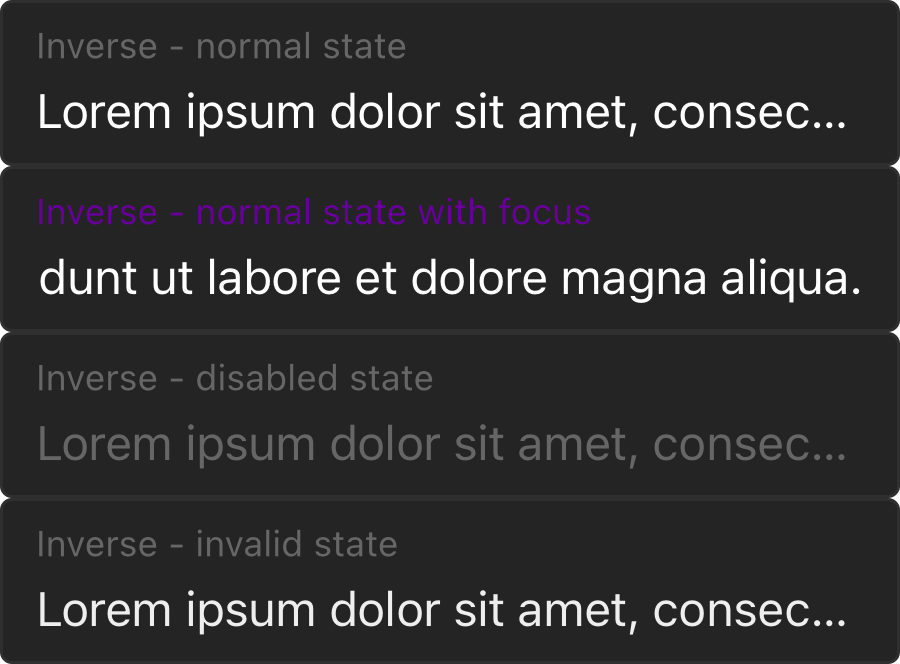 Inverse - normal state
Lorem ipsum dolor sit amet, consec...
Inverse - normal state with focus
dunt ut labore et dolore magna aliqua.
Inverse - disabled state
Lorem ipsum dolor sit amet, consec...
Inverse - invalid state
Lorem ipsum dolor sit amet, consec...